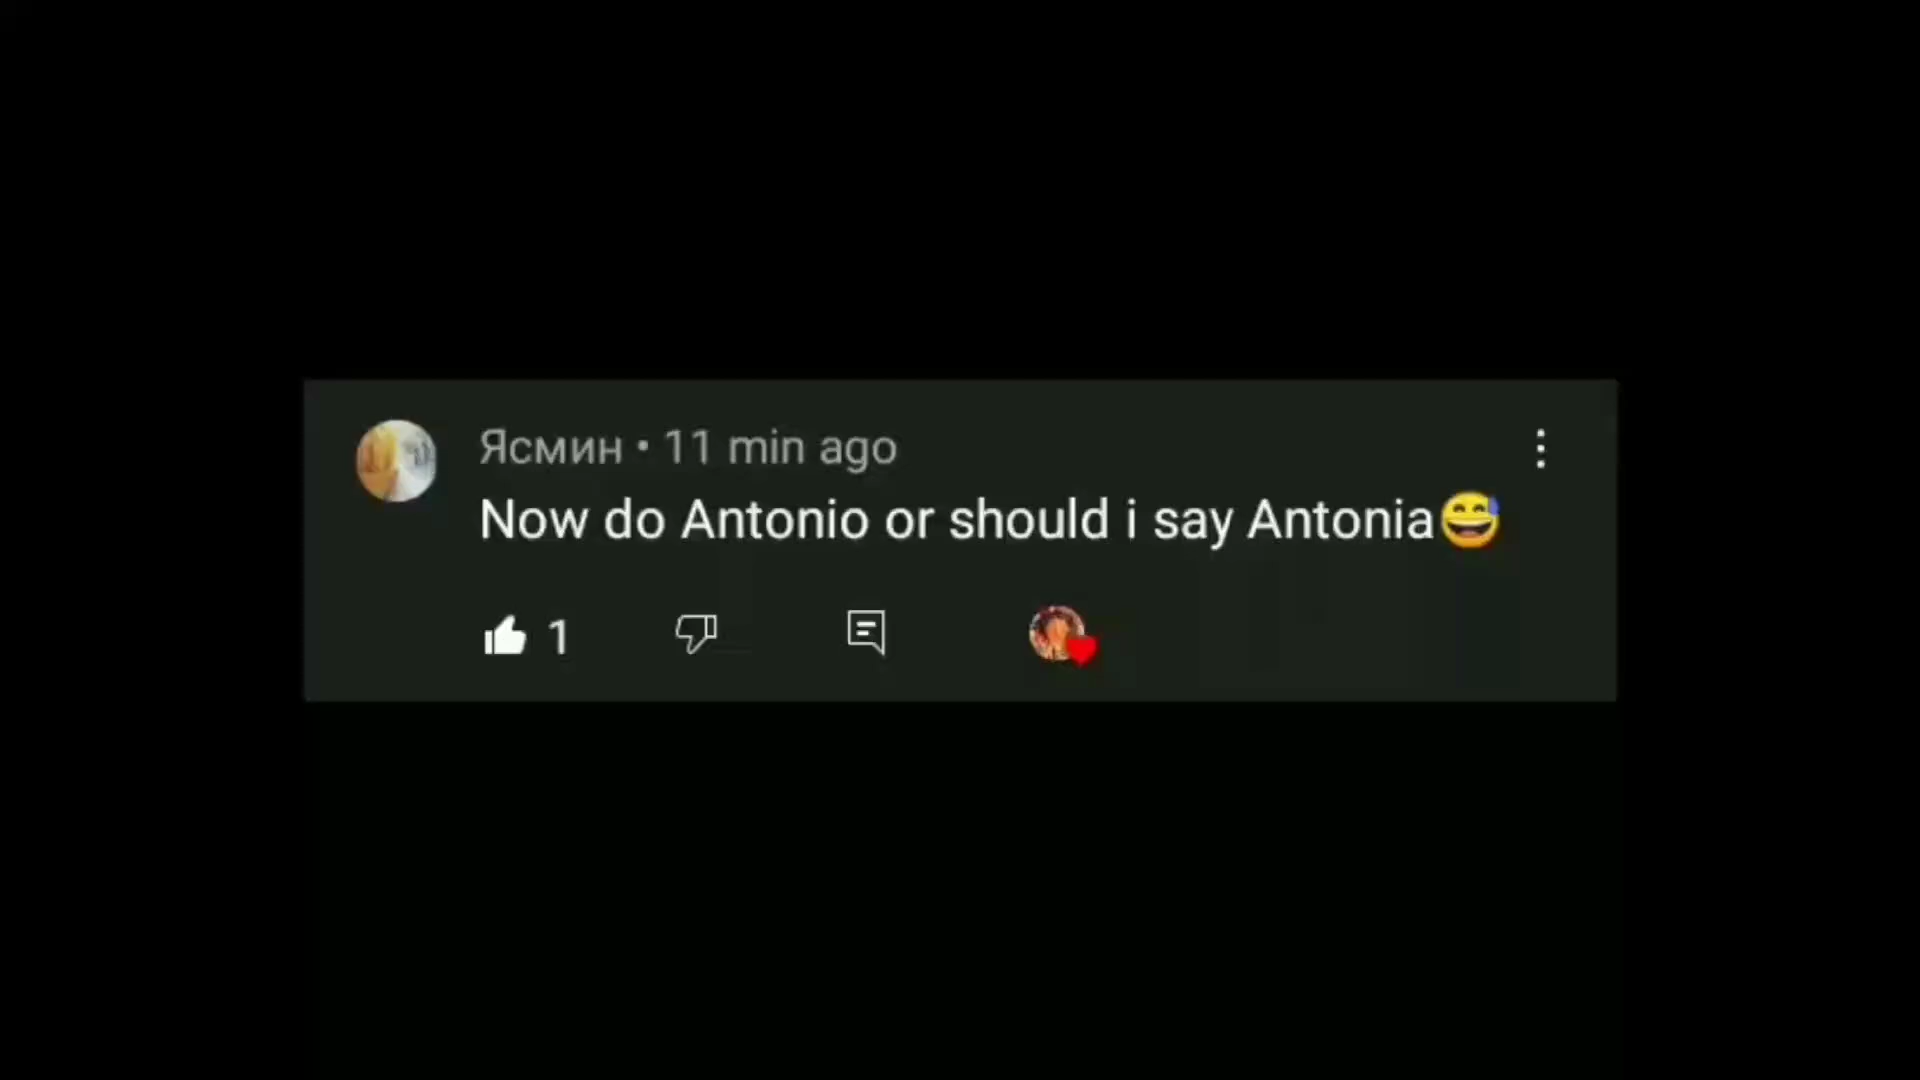 Ясмин • 11 min ago
Now do Antonio or should i say Antonia😅
1